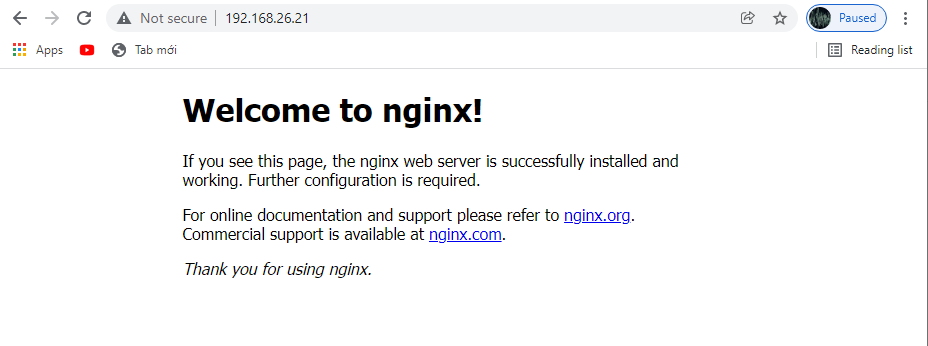 Not secure 192.168.26.21 Paused
Apps Tab mới Reading list
Welcome to nginx!
If you see this page, the nginx web server is successfully installed and
working. Further configuration is required.
For online documentation and support please refer to nginx.org.
Commercial support is available at nginx.com.
Thank you for using nginx.